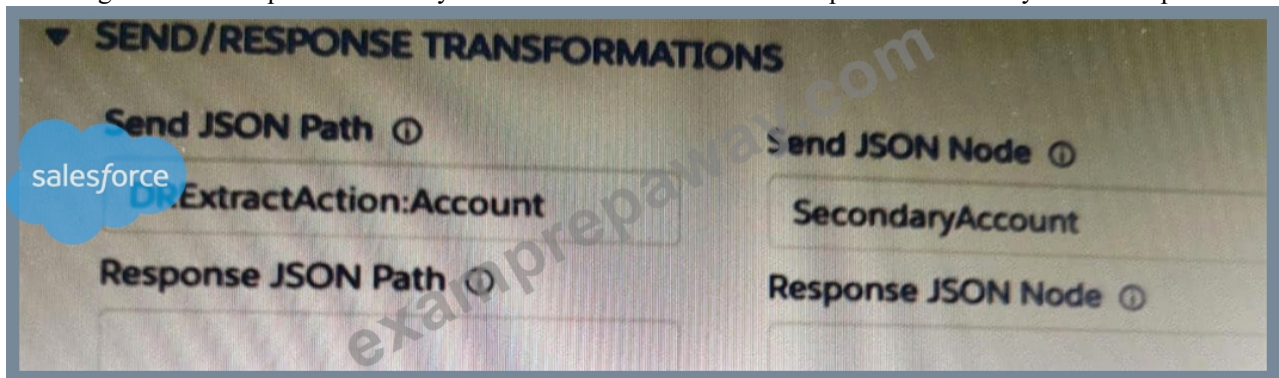 ▼ SEND/RESPONSE TRANSFORMATIONS
Send JSON Path ⓘ
Send JSON Node ⓘ
salesforce
DRExtractAction:Account
SecondaryAccount
Response JSON Path ⓘ
Response JSON Node ⓘ
examprepaway.com